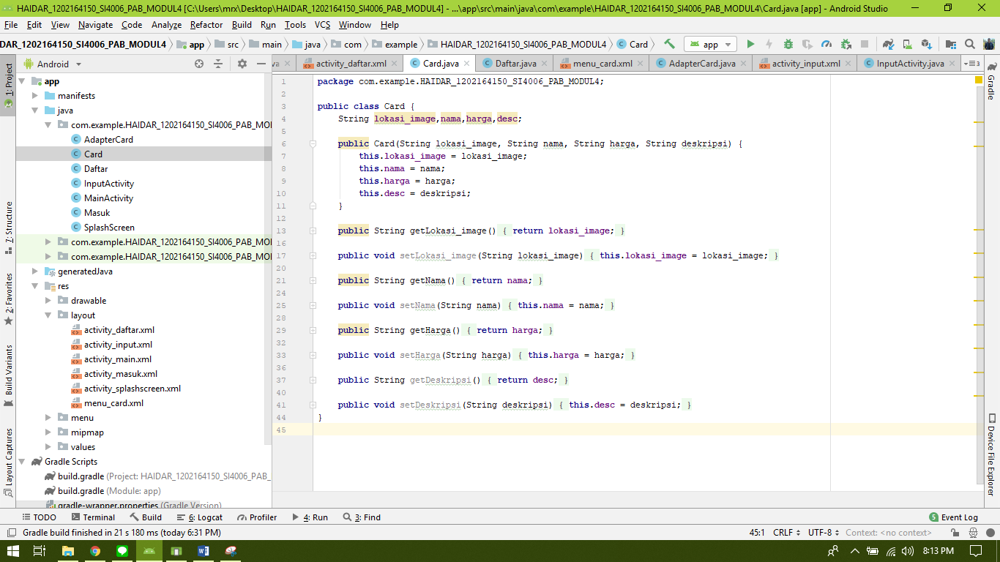 HAIDAR_1202164150_SI4006_PAB_MODUL4 [C:\Users\mrx\Desktop\HAIDAR_1202164150_SI4006_PAB_MODUL4] - ...\app\src\main\java\com\example\HAIDAR_1202164150_SI4006_PAB_MODUL4\Card.java [app] - Android Studio
File Edit View Navigate Code Analyze Refactor Build Run Tools VCS Window Help
DAR_1202164150_SI4006_PAB_MODUL4 app src main java com example HAIDAR_1202164150_SI4006_PAB_MODUL4 Card app
Android
va activity_daftar.xml Card.java Daftar.java menu_card.xml AdapterCard.java activity_input.xml InputActivity.java 3
1: Project
Z: Structure
2: Favorites
Build Variants
Layout Captures
app
manifests
java
com.example.HAIDAR_1202164150_SI4006_PAB_MO
AdapterCard
Card
Daftar
InputActivity
MainActivity
Masuk
SplashScreen
com.example.HAIDAR_1202164150_SI4006_PAB_MO
com.example.HAIDAR_1202164150_SI4006_PAB_MO
generatedJava
res
drawable
layout
activity_daftar.xml
activity_input.xml
activity_main.xml
activity_masuk.xml
activity_splashscreen.xml
menu_card.xml
menu
mipmap
values
Gradle Scripts
build.gradle (Project: HAIDAR_1202164150_SI4006_PAB_
build.gradle (Module: app)
gradle-wrapper.properties (Gradle Version)
1 package com.example.HAIDAR_1202164150_SI4006_PAB_MODUL4;
2
3 public class Card {
4 String lokasi_image,nama,harga,desc;
5
6 public Card(String lokasi_image, String nama, String harga, String deskripsi) {
7 this.lokasi_image = lokasi_image;
8 this.nama = nama;
9 this.harga = harga;
10 this.desc = deskripsi;
11 }
12
13 public String getLokasi_image() { return lokasi_image; }
16
17 public void setLokasi_image(String lokasi_image) { this.lokasi_image = lokasi_image; }
20
21 public String getNama() { return nama; }
24
25 public void setNama(String nama) { this.nama = nama; }
28
29 public String getHarga() { return harga; }
32
33 public void setHarga(String harga) { this.harga = harga; }
36
37 public String getDeskripsi() { return desc; }
40
41 public void setDeskripsi(String deskripsi) { this.desc = deskripsi; }
44 }
45
Gradle
Device File Explorer
TODO Terminal Build 6: Logcat Profiler 4: Run 3: Find 5 Event Log
Gradle build finished in 21 s 180 ms (today 6:31 PM) 45:1 CRLF UTF-8 Context: <no context>
8:13 PM